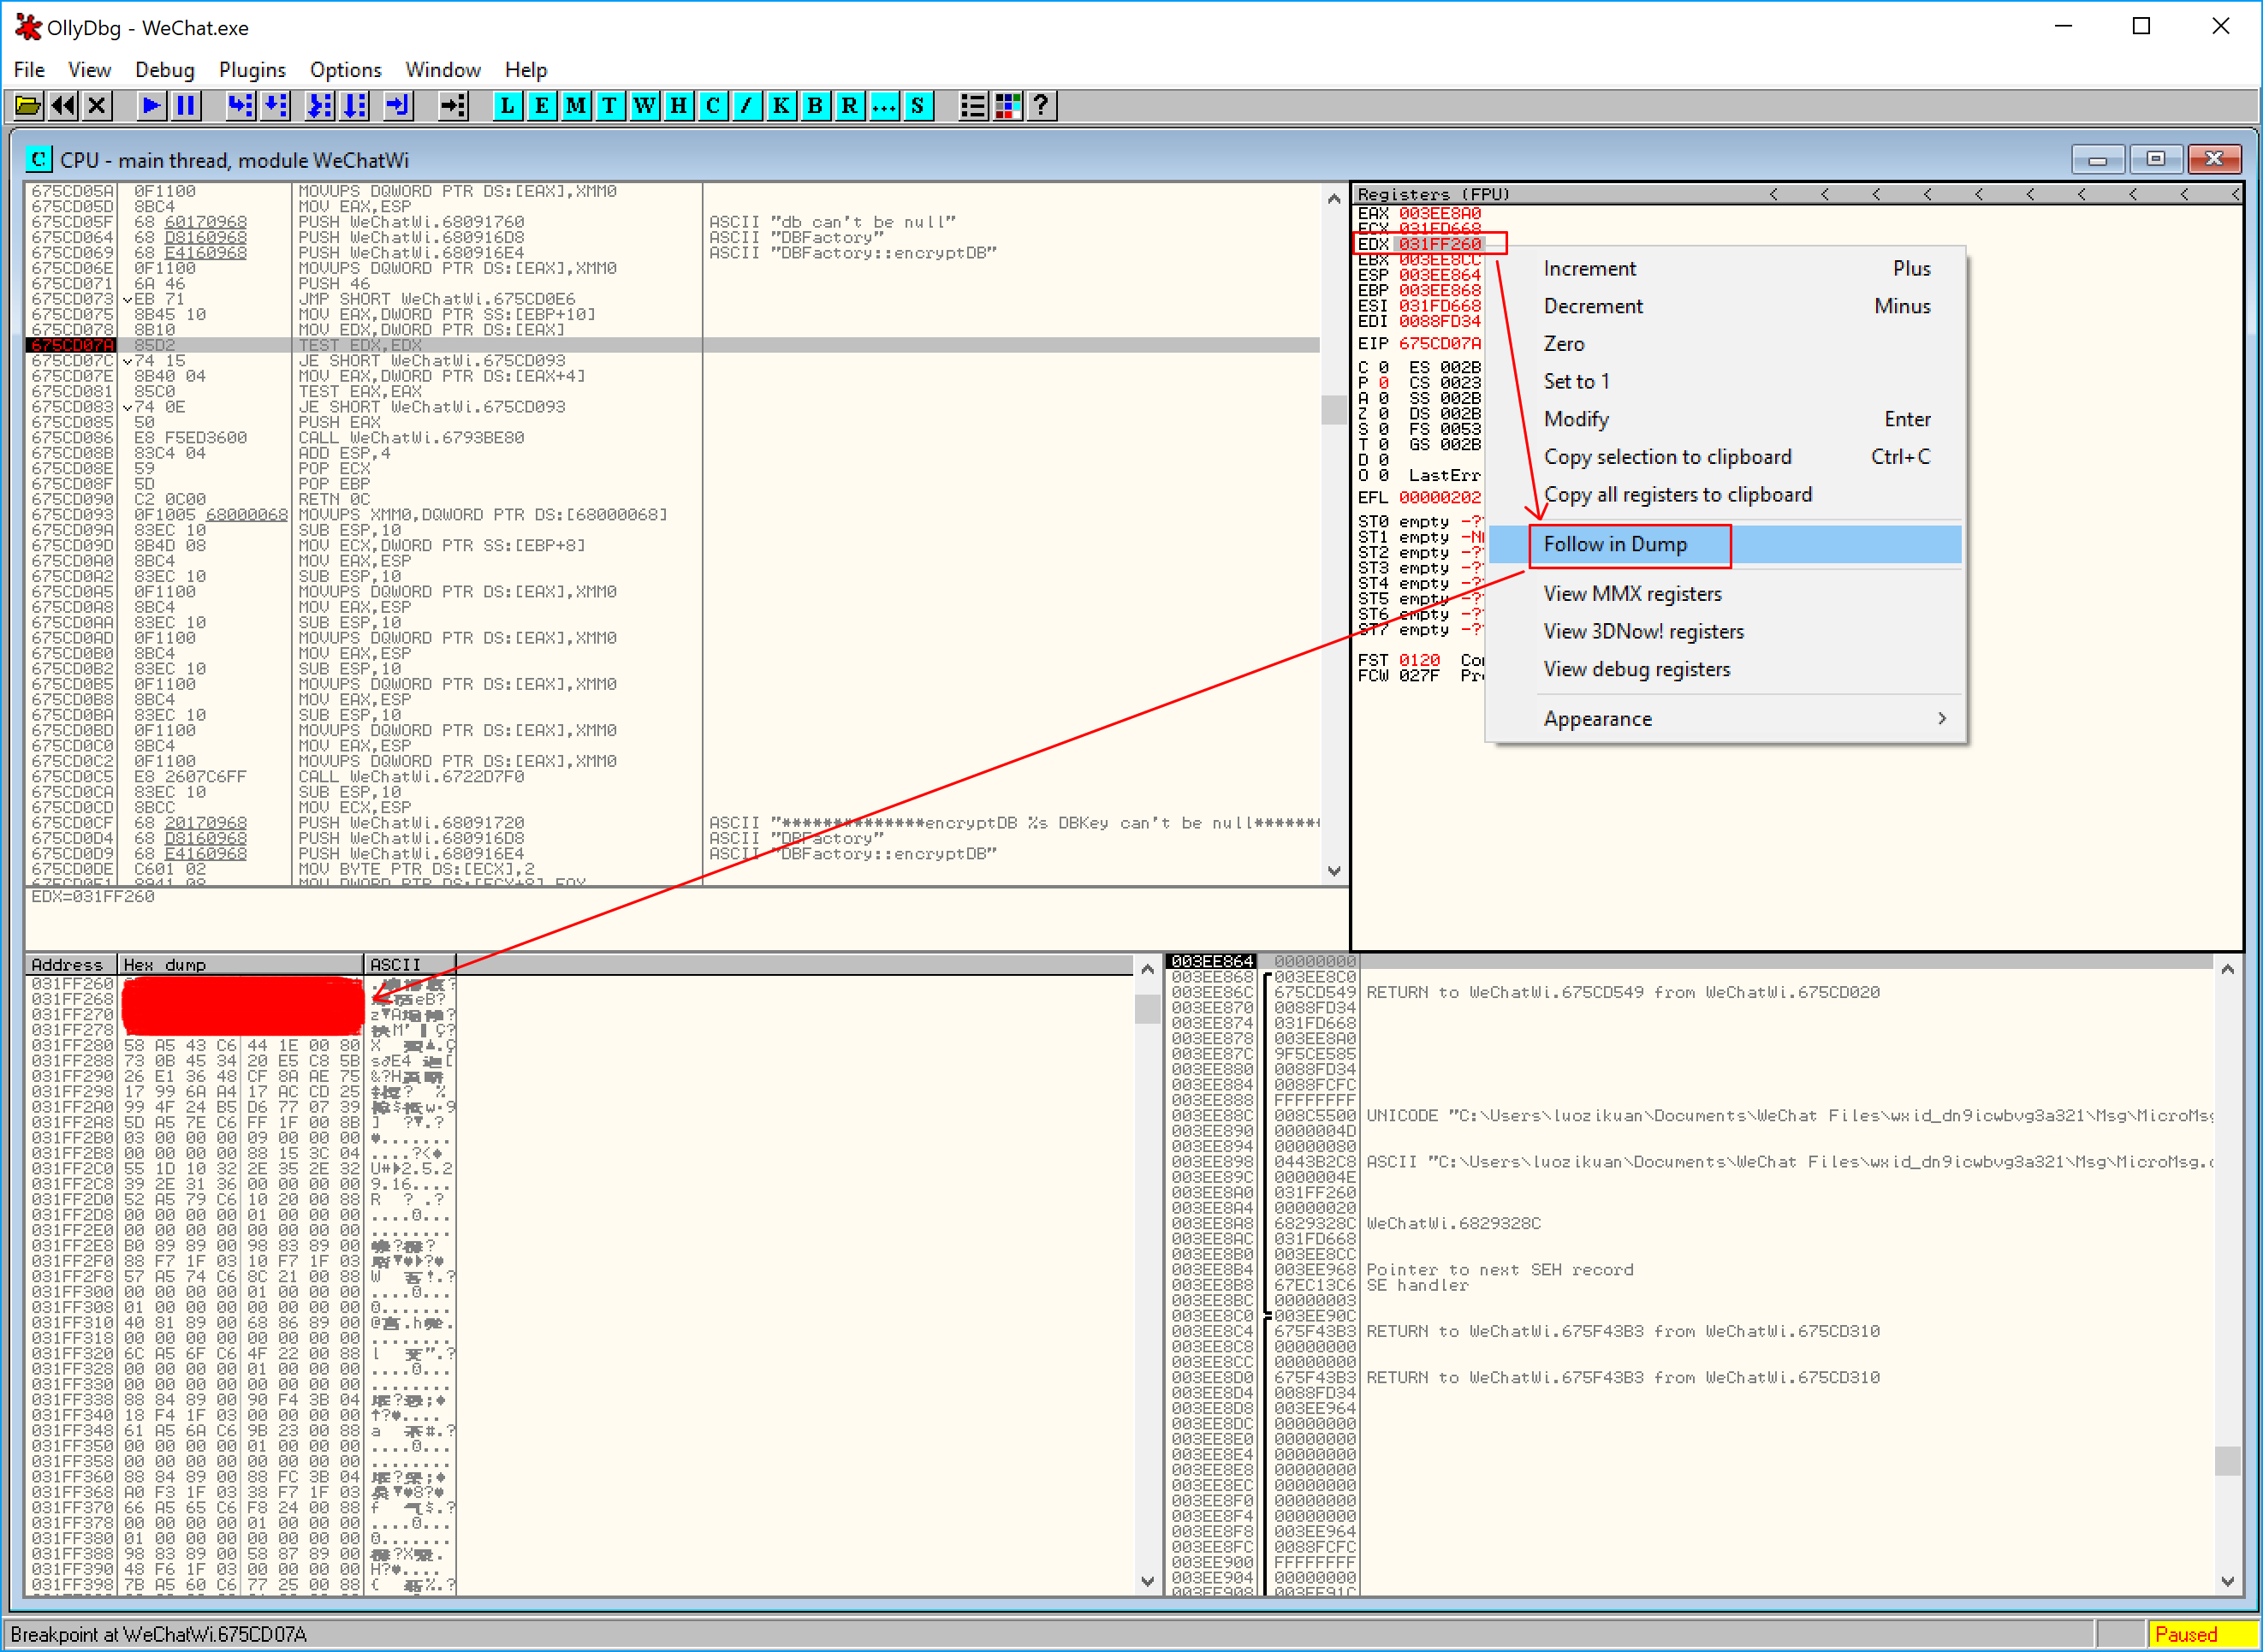 OllyDbg - WeChat.exe
File View Debug Plugins Options Window Help
L E M T W H C / K B R ... S ?
C CPU - main thread, module WeChatWi
675CD05A 0F1100 MOVUPS DQWORD PTR DS:[EAX],XMM0
675CD05D 8BC4 MOV EAX,ESP
675CD05F 68 60170968 PUSH WeChatWi.68091760 ASCII "db can't be null"
675CD064 68 D8160968 PUSH WeChatWi.680916D8 ASCII "DBFactory"
675CD069 68 E4160968 PUSH WeChatWi.680916E4 ASCII "DBFactory::encryptDB"
675CD06E 0F1100 MOVUPS DQWORD PTR DS:[EAX],XMM0
675CD071 6A 46 PUSH 46
675CD073 EB 71 JMP SHORT WeChatWi.675CD0E6
675CD075 8B45 10 MOV EAX,DWORD PTR SS:[EBP+10]
675CD078 8B10 MOV EDX,DWORD PTR DS:[EAX]
675CD07A 85D2 TEST EDX,EDX
675CD07C 74 15 JE SHORT WeChatWi.675CD093
675CD07E 8B40 04 MOV EAX,DWORD PTR DS:[EAX+4]
675CD081 85C0 TEST EAX,EAX
675CD083 74 0E JE SHORT WeChatWi.675CD093
675CD085 50 PUSH EAX
675CD086 E8 F5ED3600 CALL WeChatWi.6793BE80
675CD08B 83C4 04 ADD ESP,4
675CD08E 59 POP ECX
675CD08F 5D POP EBP
675CD090 C2 0C00 RETN 0C
675CD093 0F1005 68000068 MOVUPS XMM0,DQWORD PTR DS:[68000068]
675CD09A 83EC 10 SUB ESP,10
675CD09D 8B4D 08 MOV ECX,DWORD PTR SS:[EBP+8]
675CD0A0 8BC4 MOV EAX,ESP
675CD0A2 83EC 10 SUB ESP,10
675CD0A5 0F1100 MOVUPS DQWORD PTR DS:[EAX],XMM0
675CD0A8 8BC4 MOV EAX,ESP
675CD0AA 83EC 10 SUB ESP,10
675CD0AD 0F1100 MOVUPS DQWORD PTR DS:[EAX],XMM0
675CD0B0 8BC4 MOV EAX,ESP
675CD0B2 83EC 10 SUB ESP,10
675CD0B5 0F1100 MOVUPS DQWORD PTR DS:[EAX],XMM0
675CD0B8 8BC4 MOV EAX,ESP
675CD0BA 83EC 10 SUB ESP,10
675CD0BD 0F1100 MOVUPS DQWORD PTR DS:[EAX],XMM0
675CD0C0 8BC4 MOV EAX,ESP
675CD0C2 0F1100 MOVUPS DQWORD PTR DS:[EAX],XMM0
675CD0C5 E8 2607C6FF CALL WeChatWi.6722D7F0
675CD0CA 83EC 10 SUB ESP,10
675CD0CD 8BCC MOV ECX,ESP
675CD0CF 68 20170968 PUSH WeChatWi.68091720 ASCII "**************encryptDB %s DBKey can't be null*******
675CD0D4 68 D8160968 PUSH WeChatWi.680916D8 ASCII "DBFactory"
675CD0D9 68 E4160968 PUSH WeChatWi.680916E4 ASCII "DBFactory::encryptDB"
675CD0DE C601 02 MOV BYTE PTR DS:[ECX],2
EDX=031FF260
Registers (FPU) < < < < < < < < < <
EAX 003EE8A0
ECX 031FD668
EDX 031FF260
EBX 003EE8CC
ESP 003EE864
EBP 003EE868
ESI 031FD668
EDI 0088FD34
EIP 675CD07A
C 0 ES 002B
P 0 CS 0023
A 0 SS 002B
Z 0 DS 002B
S 0 FS 0053
T 0 GS 002B
D 0
O 0 LastErr
EFL 00000202
ST0 empty -?
ST1 empty -N
ST2 empty -?
ST3 empty -?
ST4 empty -?
ST5 empty -?
ST6 empty -?
ST7 empty -?
FST 0120 Co
FCW 027F Pr
Increment Plus
Decrement Minus
Zero
Set to 1
Modify Enter
Copy selection to clipboard Ctrl+C
Copy all registers to clipboard
Follow in Dump
View MMX registers
View 3DNow! registers
View debug registers
Appearance
Address Hex dump ASCII
031FF260
031FF268
031FF270
031FF278
031FF280 58 A5 43 C6 44 1E 00 80
031FF288 73 0B 45 34 20 E5 C8 5B
031FF290 26 E1 36 48 CF 8A AE 75
031FF298 17 99 6A A4 17 AC CD 25
031FF2A0 99 4F 24 B5 D6 77 07 39
031FF2A8 5D A5 7E C6 FF 1F 00 8B
031FF2B0 03 00 00 00 09 00 00 00
031FF2B8 00 00 00 00 88 15 3C 04
031FF2C0 55 1D 10 32 2E 35 2E 32
031FF2C8 39 2E 31 36 00 00 00 00 9.16....
031FF2D0 52 A5 79 C6 10 20 00 88
031FF2D8 00 00 00 00 01 00 00 00
031FF2E0 00 00 00 00 00 00 00 00 ........
031FF2E8 B0 89 89 00 98 83 89 00
031FF2F0 88 F7 1F 03 10 F7 1F 03
031FF2F8 57 A5 74 C6 8C 21 00 88
031FF300 00 00 00 00 01 00 00 00
031FF308 01 00 00 00 00 00 00 00
031FF310 40 81 89 00 68 86 89 00
031FF318 00 00 00 00 00 00 00 00 ........
031FF320 6C A5 6F C6 4F 22 00 88
031FF328 00 00 00 00 01 00 00 00
031FF330 00 00 00 00 00 00 00 00 ........
031FF338 88 84 89 00 90 F4 3B 04
031FF340 18 F4 1F 03 00 00 00 00
031FF348 61 A5 6A C6 9B 23 00 88
031FF350 00 00 00 00 01 00 00 00
031FF358 00 00 00 00 00 00 00 00 ........
031FF360 88 84 89 00 88 FC 3B 04
031FF368 A0 F3 1F 03 38 F7 1F 03
031FF370 66 A5 65 C6 F8 24 00 88
031FF378 00 00 00 00 01 00 00 00
031FF380 01 00 00 00 00 00 00 00
031FF388 98 83 89 00 58 87 89 00
031FF390 48 F6 1F 03 00 00 00 00
031FF398 7B A5 60 C6 77 25 00 88
003EE864 00000000
003EE868 003EE8C0
003EE86C 675CD549 RETURN to WeChatWi.675CD549 from WeChatWi.675CD020
003EE870 0088FD34
003EE874 031FD668
003EE878 003EE8A0
003EE87C 9F5CE585
003EE880 0088FD34
003EE884 0088FCFC
003EE888 FFFFFFFF
003EE88C 008C5500 UNICODE "C:\Users\luozikuan\Documents\WeChat Files\wxid_dn9icwbvg3a321\Msg\MicroMsg
003EE890 0000004D
003EE894 00000080
003EE898 0443B2C8 ASCII "C:\Users\luozikuan\Documents\WeChat Files\wxid_dn9icwbvg3a321\Msg\MicroMsg.
003EE89C 0000004E
003EE8A0 031FF260
003EE8A4 00000020
003EE8A8 6829328C WeChatWi.6829328C
003EE8AC 031FD668
003EE8B0 003EE8CC
003EE8B4 003EE968 Pointer to next SEH record
003EE8B8 67EC13C6 SE handler
003EE8BC 00000003
003EE8C0 003EE90C
003EE8C4 675F43B3 RETURN to WeChatWi.675F43B3 from WeChatWi.675CD310
003EE8C8 00000000
003EE8CC 00000000
003EE8D0 675F43B3 RETURN to WeChatWi.675F43B3 from WeChatWi.675CD310
003EE8D4 0088FD34
003EE8D8 003EE964
003EE8DC 00000000
003EE8E0 00000000
003EE8E4 00000000
003EE8E8 00000000
003EE8EC 00000000
003EE8F0 00000000
003EE8F4 00000000
003EE8F8 003EE964
003EE8FC 0088FCFC
003EE900 FFFFFFFF
003EE904 00000000
003EE908 003EE91C
Breakpoint at WeChatWi.675CD07A
Paused